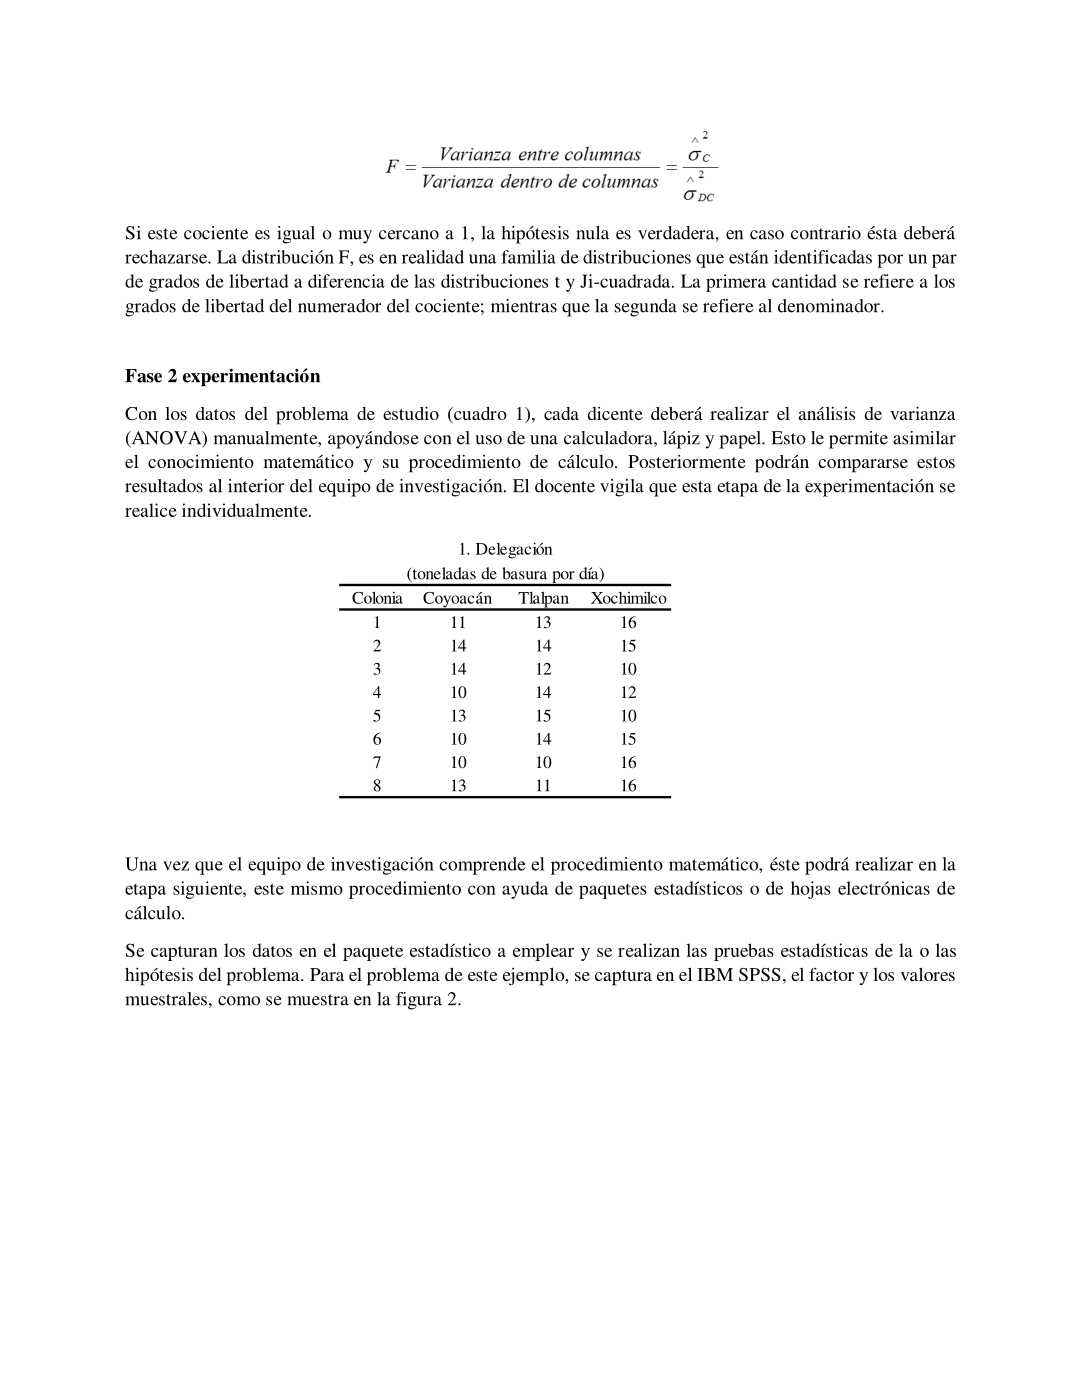 F = Varianza entre columnas / Varianza dentro de columnas = σ̂²C / σ̂²DC
Si este cociente es igual o muy cercano a 1, la hipótesis nula es verdadera, en caso contrario ésta deberá
rechazarse. La distribución F, es en realidad una familia de distribuciones que están identificadas por un par
de grados de libertad a diferencia de las distribuciones t y Ji-cuadrada. La primera cantidad se refiere a los
grados de libertad del numerador del cociente; mientras que la segunda se refiere al denominador.
Fase 2 experimentación
Con los datos del problema de estudio (cuadro 1), cada dicente deberá realizar el análisis de varianza
(ANOVA) manualmente, apoyándose con el uso de una calculadora, lápiz y papel. Esto le permite asimilar
el conocimiento matemático y su procedimiento de cálculo. Posteriormente podrán compararse estos
resultados al interior del equipo de investigación. El docente vigila que esta etapa de la experimentación se
realice individualmente.
1. Delegación
(toneladas de basura por día)
Colonia Coyoacán Tlalpan Xochimilco
1 11 13 16
2 14 14 15
3 14 12 10
4 10 14 12
5 13 15 10
6 10 14 15
7 10 10 16
8 13 11 16
Una vez que el equipo de investigación comprende el procedimiento matemático, éste podrá realizar en la
etapa siguiente, este mismo procedimiento con ayuda de paquetes estadísticos o de hojas electrónicas de
cálculo.
Se capturan los datos en el paquete estadístico a emplear y se realizan las pruebas estadísticas de la o las
hipótesis del problema. Para el problema de este ejemplo, se captura en el IBM SPSS, el factor y los valores
muestrales, como se muestra en la figura 2.